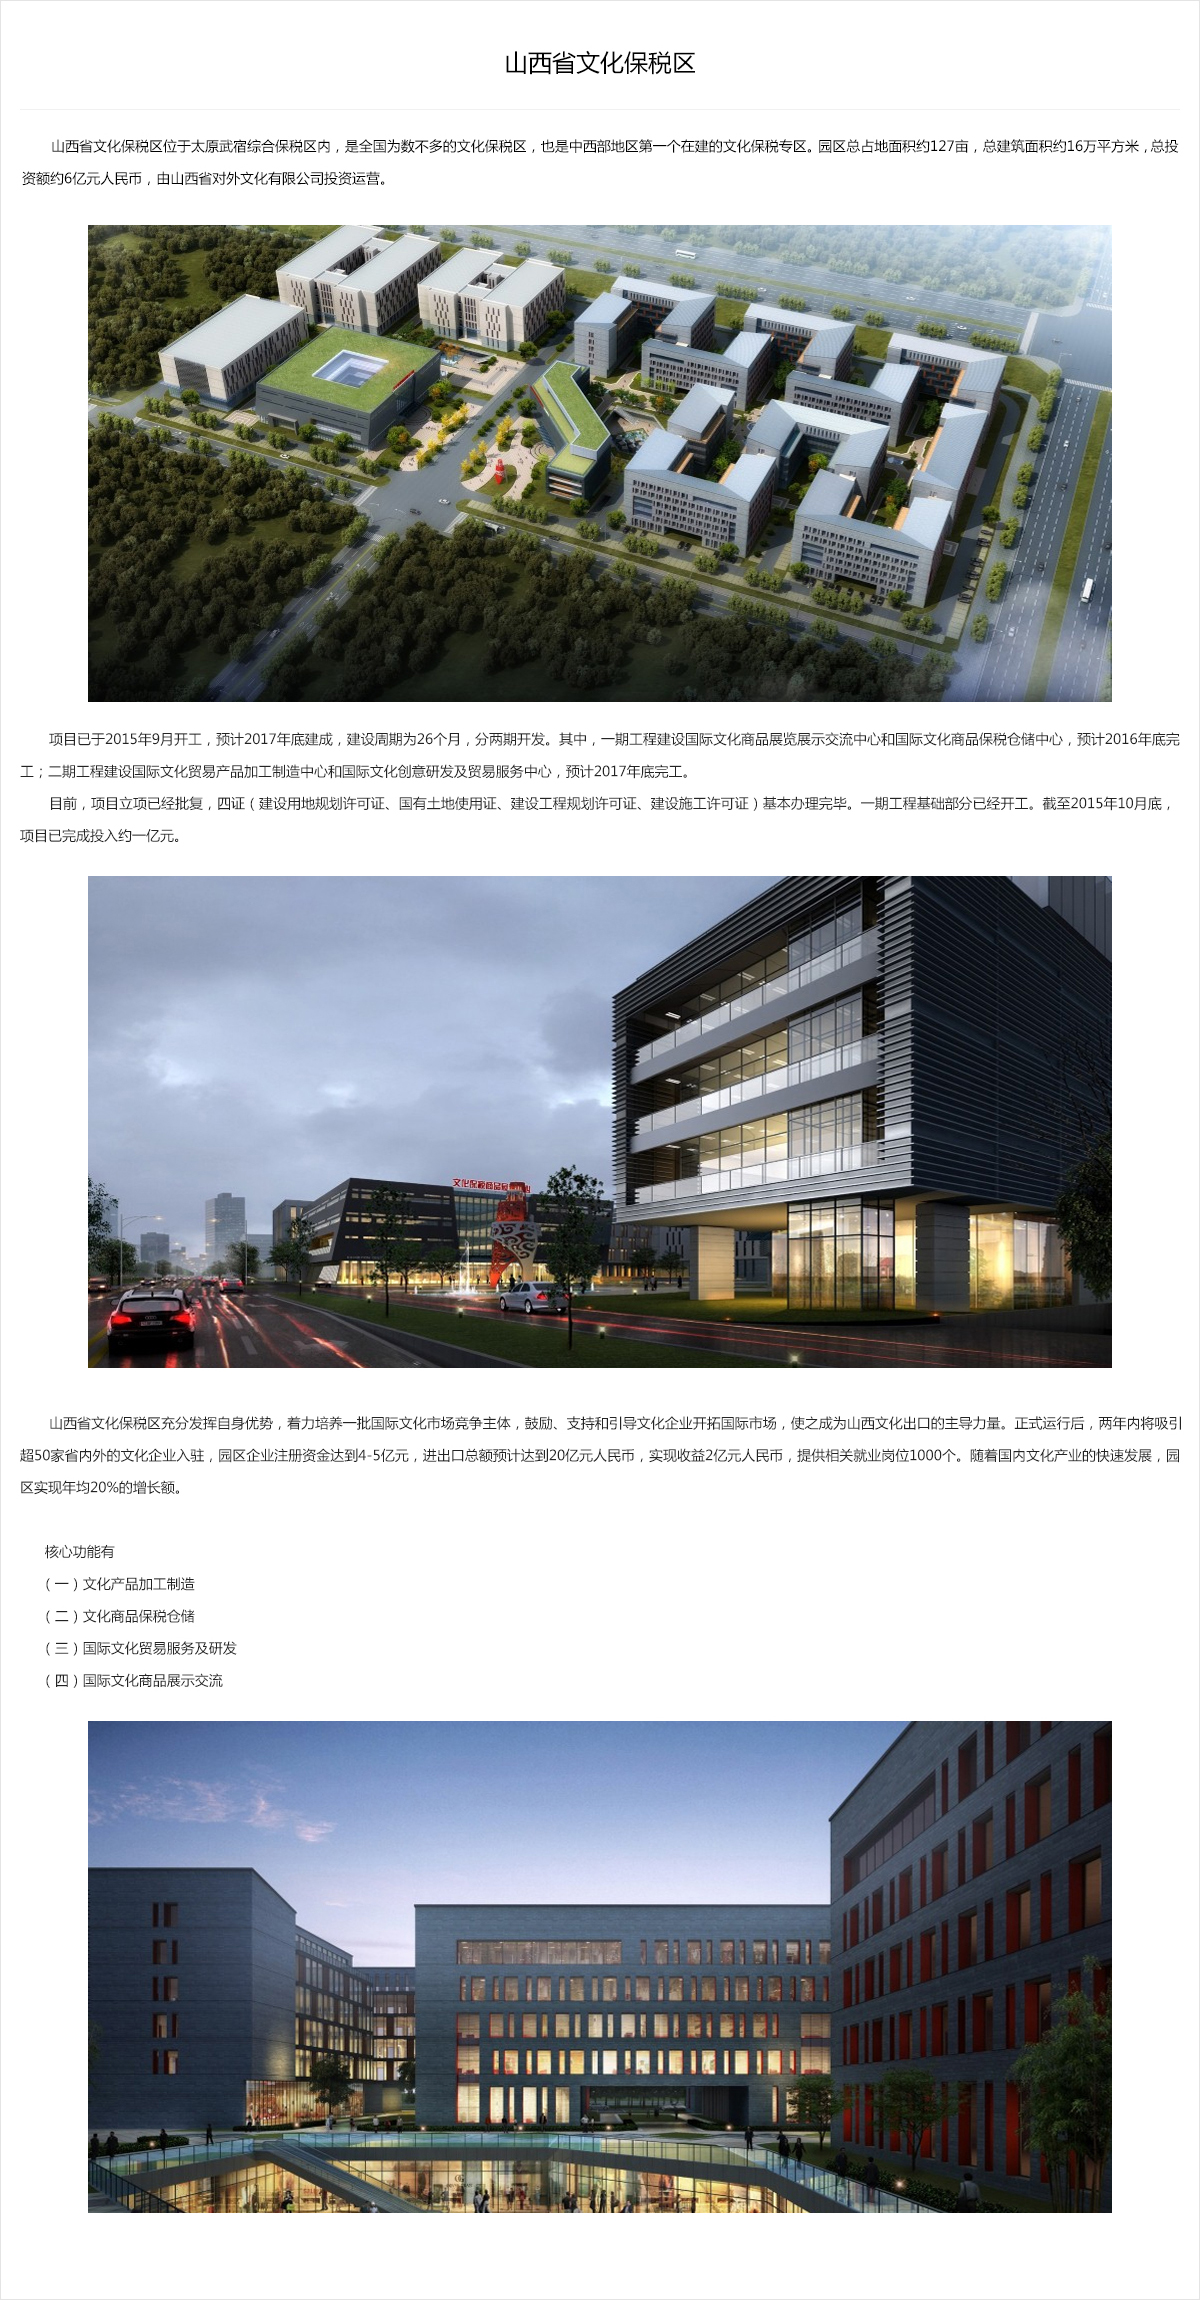 山西省文化保税区
山西省文化保税区位于太原武宿综合保税区内，是全国为数不多的文化保税区，也是中西部地区第一个在建的文化保税专区。园区总占地面积约127亩，总建筑面积约16万平方米，总投
资额约6亿元人民币，由山西省对外文化有限公司投资运营。
项目已于2015年9月开工，预计2017年底建成，建设周期为26个月，分两期开发。其中，一期工程建设国际文化商品展览展示交流中心和国际文化商品保税仓储中心，预计2016年底完
工；二期工程建设国际文化贸易产品加工制造中心和国际文化创意研发及贸易服务中心，预计2017年底完工。
目前，项目立项已经批复，四证（建设用地规划许可证、国有土地使用证、建设工程规划许可证、建设施工许可证）基本办理完毕。一期工程基础部分已经开工。截至2015年10月底，
项目已完成投入约一亿元。
文化保税商品
山西省文化保税区充分发挥自身优势，着力培养一批国际文化市场竞争主体，鼓励、支持和引导文化企业开拓国际市场，使之成为山西文化出口的主导力量。正式运行后，两年内将吸引
超50家省内外的文化企业入驻，园区企业注册资金达到4-5亿元，进出口总额预计达到20亿元人民币，实现收益2亿元人民币，提供相关就业岗位1000个。随着国内文化产业的快速发展，园
区实现年均20%的增长额。
核心功能有
（一）文化产品加工制造
（二）文化商品保税仓储
（三）国际文化贸易服务及研发
（四）国际文化商品展示交流